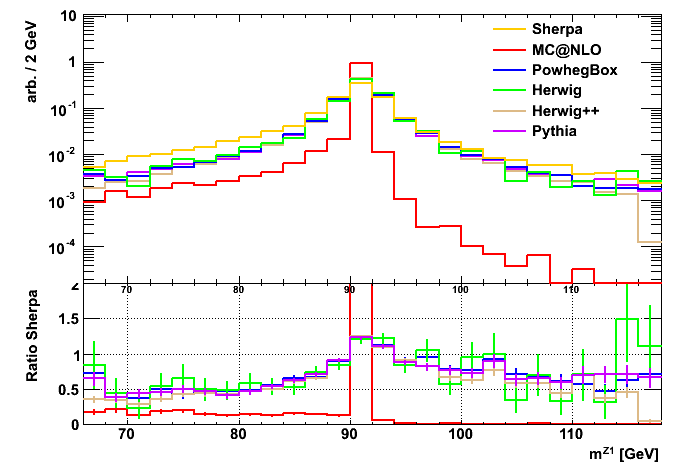 arb. / 2 GeV
10
1
10⁻¹
10⁻²
10⁻³
10⁻⁴
Sherpa
MC@NLO
PowhegBox
Herwig
Herwig++
Pythia
70 80 90 100 110
Ratio Sherpa
2
1.5
1
0.5
0
70 80 90 100 110
m^Z1 [GeV]